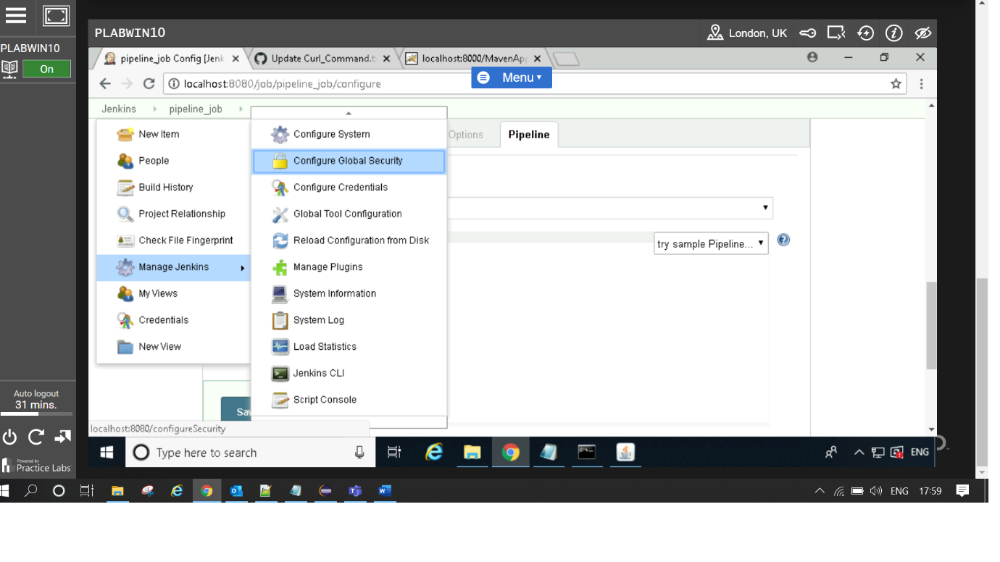 PLABWIN10
On
Auto logout
31 mins.
Powered by
Practice Labs
PLABWIN10
London, UK
pipeline_job Config [Jenk
Update Curl_Command.t
localhost:8000/MavenAp
localhost:8080/job/pipeline_job/configure
Menu
Jenkins
pipeline_job
New Item
People
Build History
Project Relationship
Check File Fingerprint
Manage Jenkins
My Views
Credentials
New View
Configure System
Configure Global Security
Configure Credentials
Global Tool Configuration
Reload Configuration from Disk
Manage Plugins
System Information
System Log
Load Statistics
Jenkins CLI
Script Console
Options
Pipeline
try sample Pipeline...
Sav
localhost:8080/configureSecurity
Type here to search
ENG
ENG
17:59